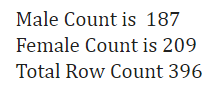 Male Count is  187
Female Count is 209
Total Row Count 396